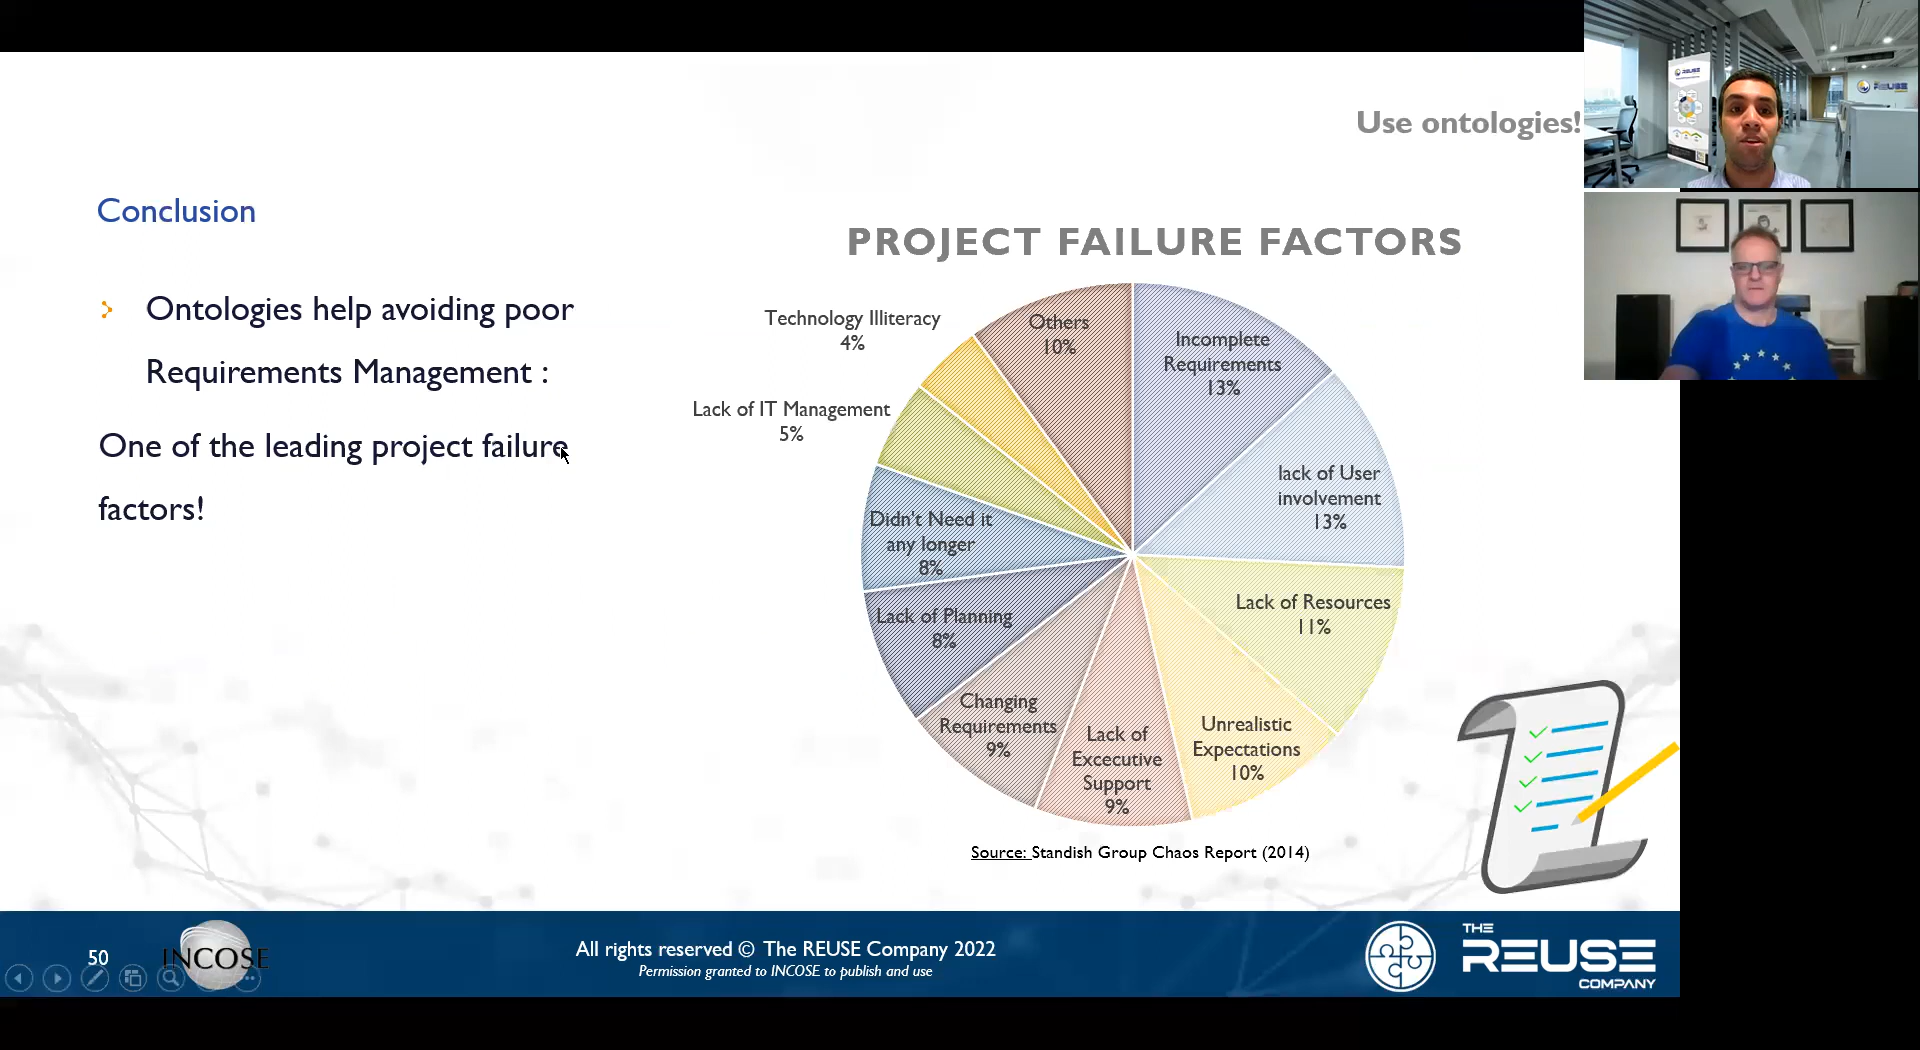 Use ontologies!
Conclusion
Ontologies help avoiding poor
Requirements Management :
One of the leading project failure
factors!
PROJECT FAILURE FACTORS
Incomplete
Requirements
13%
lack of User
involvement
13%
Lack of Resources
11%
Unrealistic
Expectations
10%
Lack of
Excecutive
Support
9%
Changing
Requirements
9%
Lack of Planning
8%
Didn't Need it
any longer
8%
Lack of IT Management
5%
Technology Illiteracy
4%
Others
10%
Source: Standish Group Chaos Report (2014)
50
INCOSE
All rights reserved © The REUSE Company 2022
Permission granted to INCOSE to publish and use
THE
REUSE
COMPANY
REUSE
REUSE